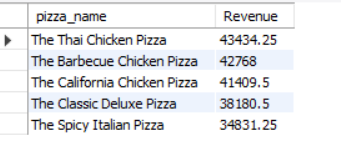 pizza_name Revenue
The Thai Chicken Pizza 43434.25
The Barbecue Chicken Pizza 42768
The California Chicken Pizza 41409.5
The Classic Deluxe Pizza 38180.5
The Spicy Italian Pizza 34831.25